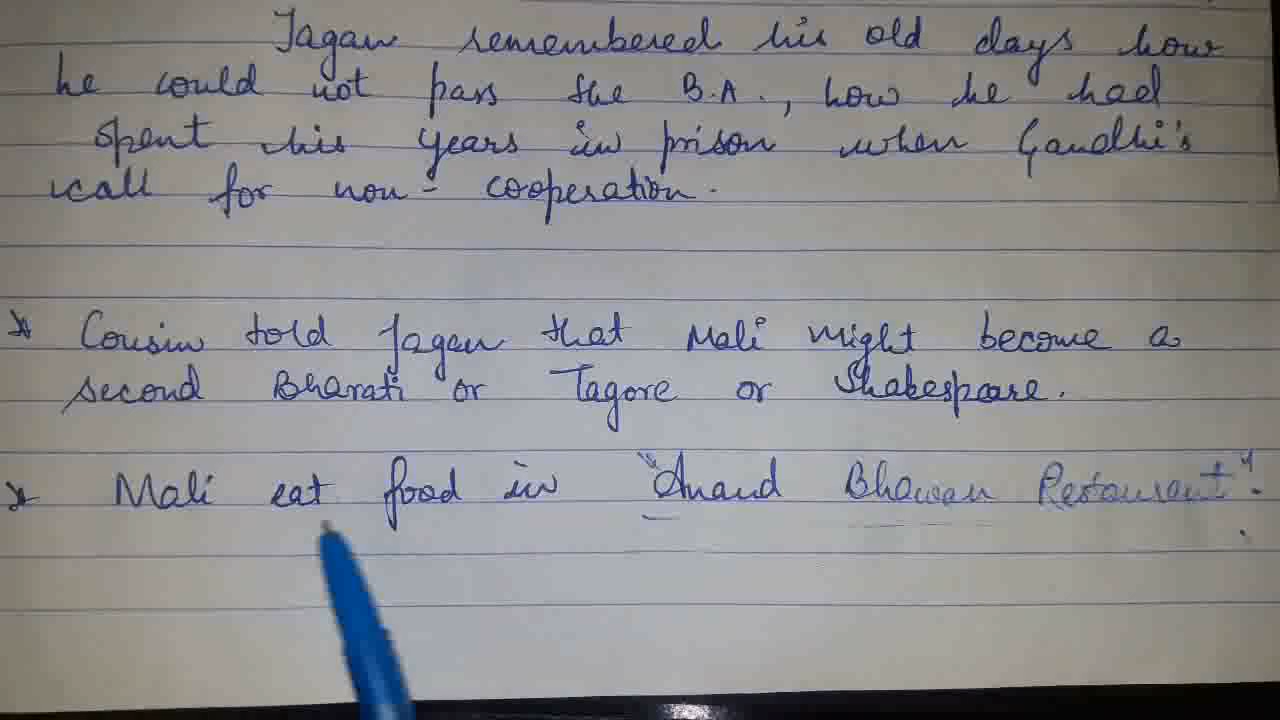 Jagan remembered his old days how
he could not pass the B.A., how he had
spent his years in prison when Gandhi's
call for non-cooperation.
* Cousin told Jagan that Mali might become a
second Bharati or Tagore or Shakespeare.
* Mali eat food in "Anand Bhawan Restaurant".